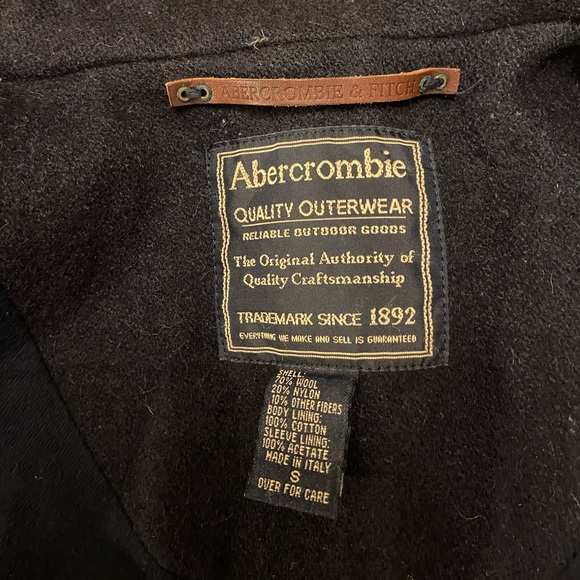 ABERCROMBIE & FITCH
Abercrombie
QUALITY OUTERWEAR
RELIABLE OUTDOOR GOODS
The Original Authority of
Quality Craftsmanship
TRADEMARK SINCE 1892
EVERYTHING WE MAKE AND SELL IS GUARANTEED
SHELL:
70% WOOL
20% NYLON
10% OTHER FIBERS
BODY LINING:
100% COTTON
SLEEVE LINING:
100% ACETATE
MADE IN ITALY
S
OVER FOR CARE